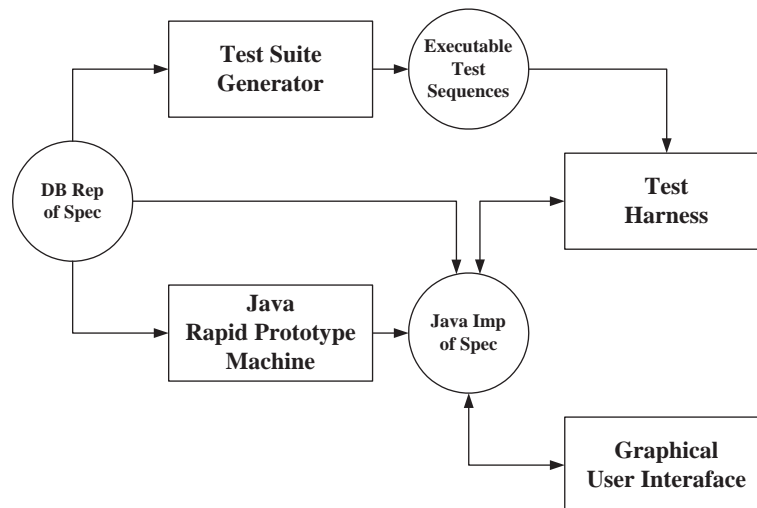 Test Suite
Generator
Executable
Test
Sequences
DB Rep
of Spec
Test
Harness
Java
Rapid Prototype
Machine
Java Imp
of Spec
Graphical
User Interaface